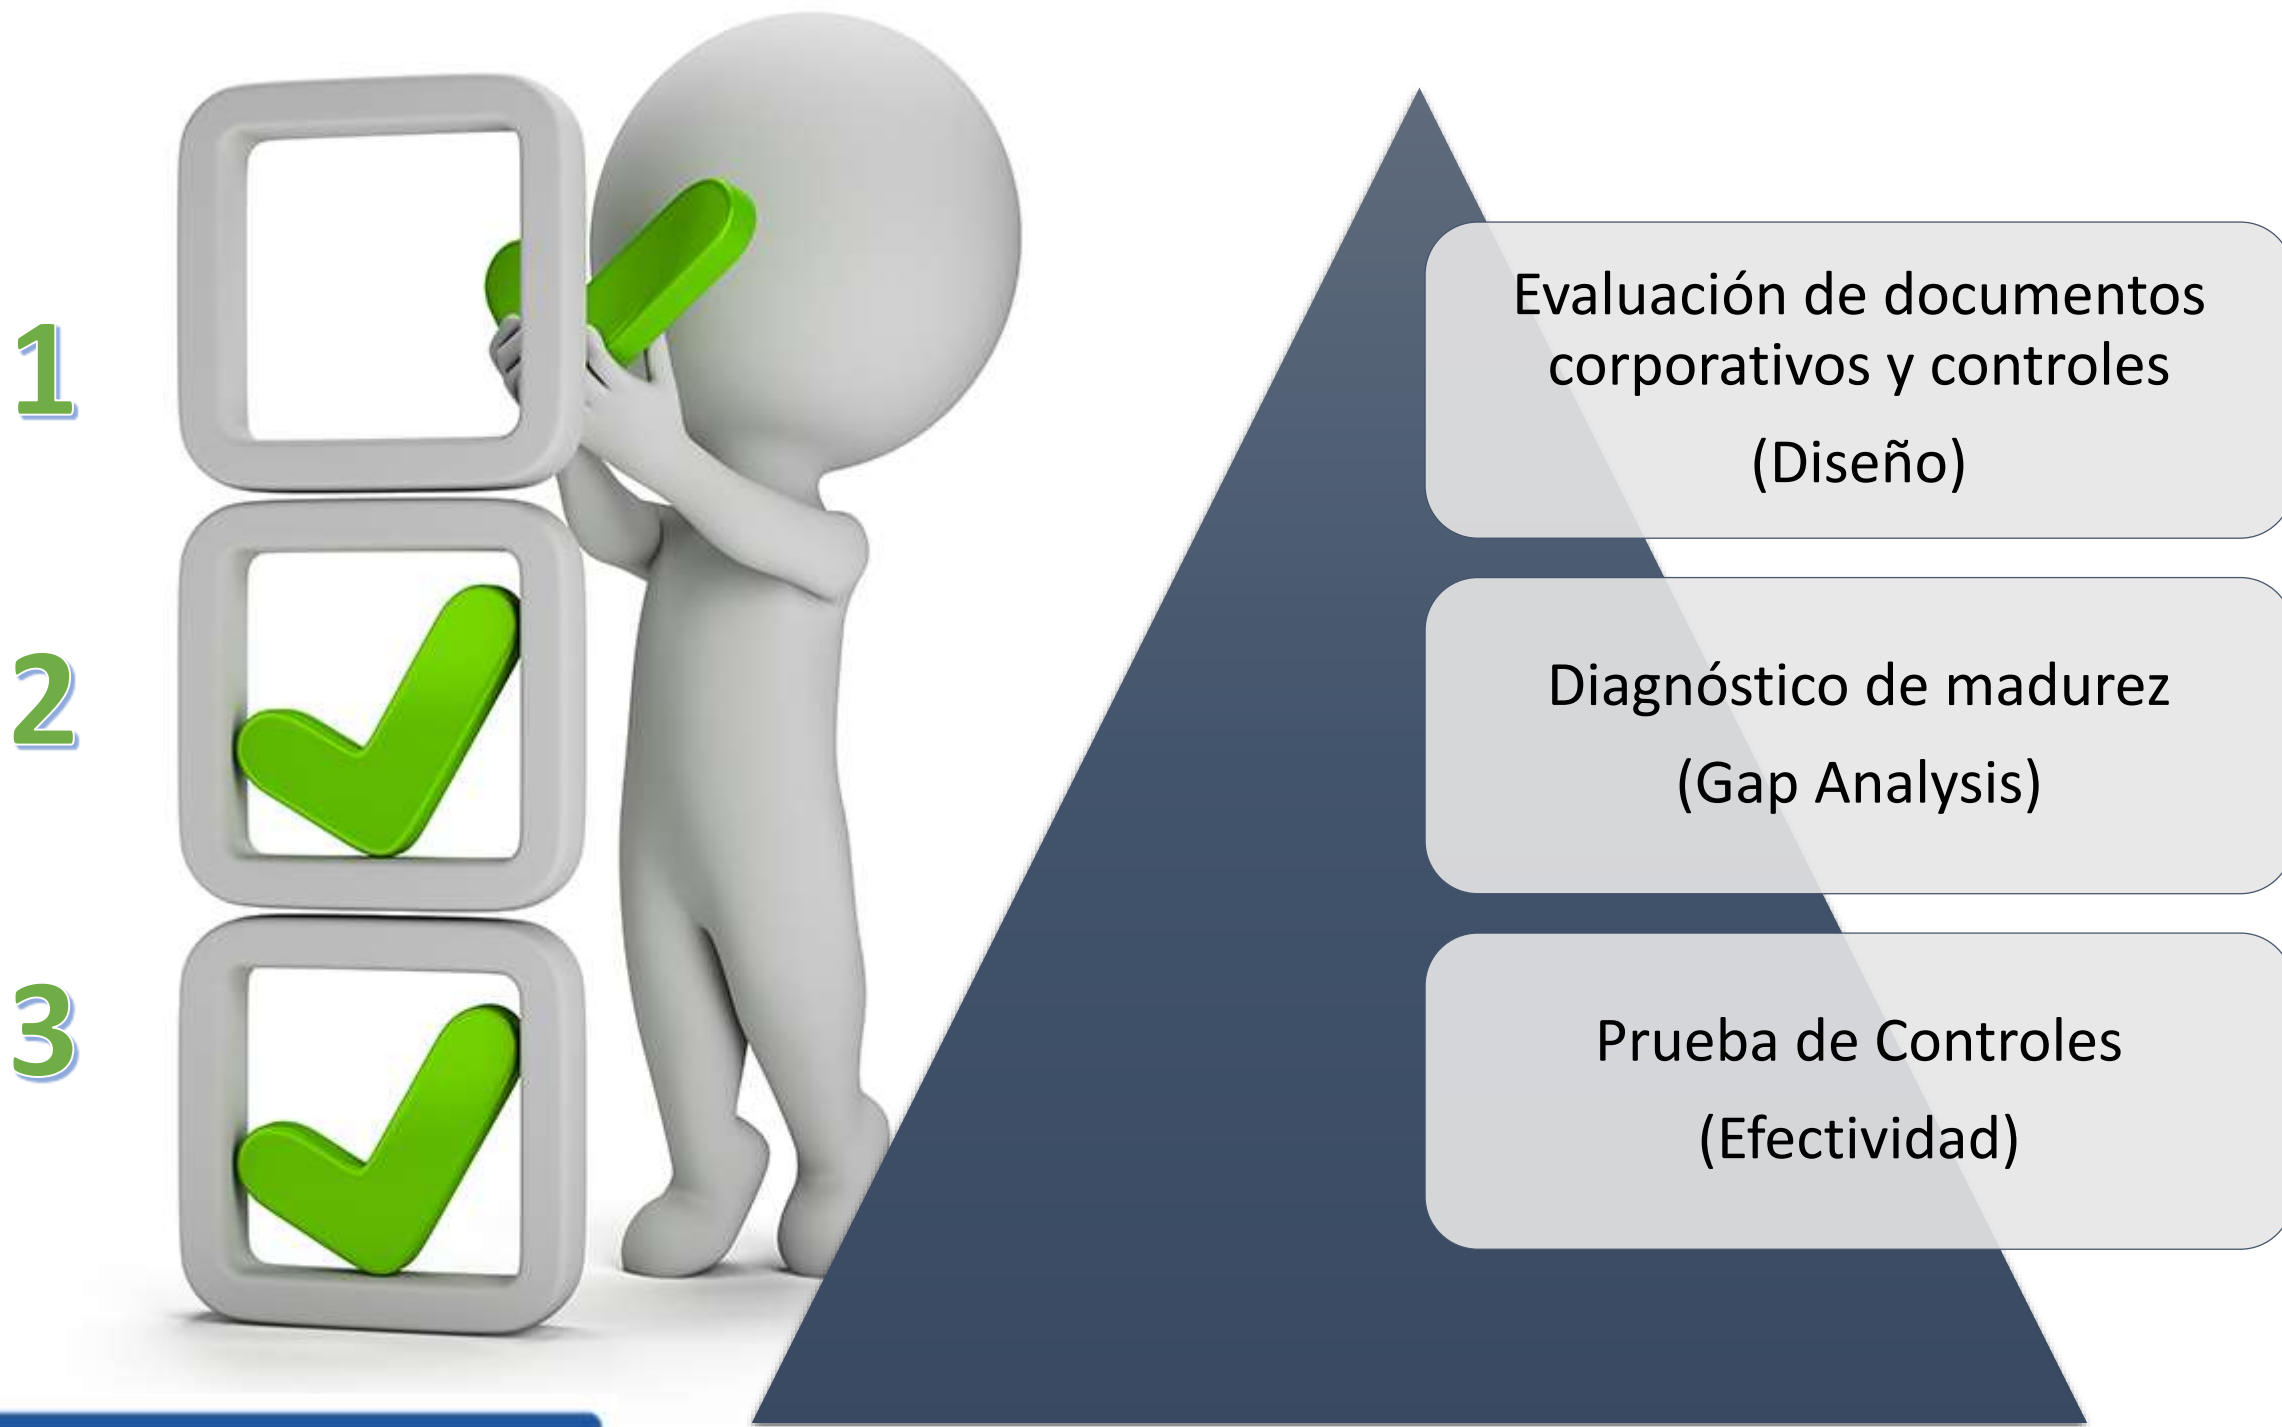 1
Evaluación de documentos
corporativos y controles
(Diseño)
2
Diagnóstico de madurez
(Gap Analysis)
3
Prueba de Controles
(Efectividad)